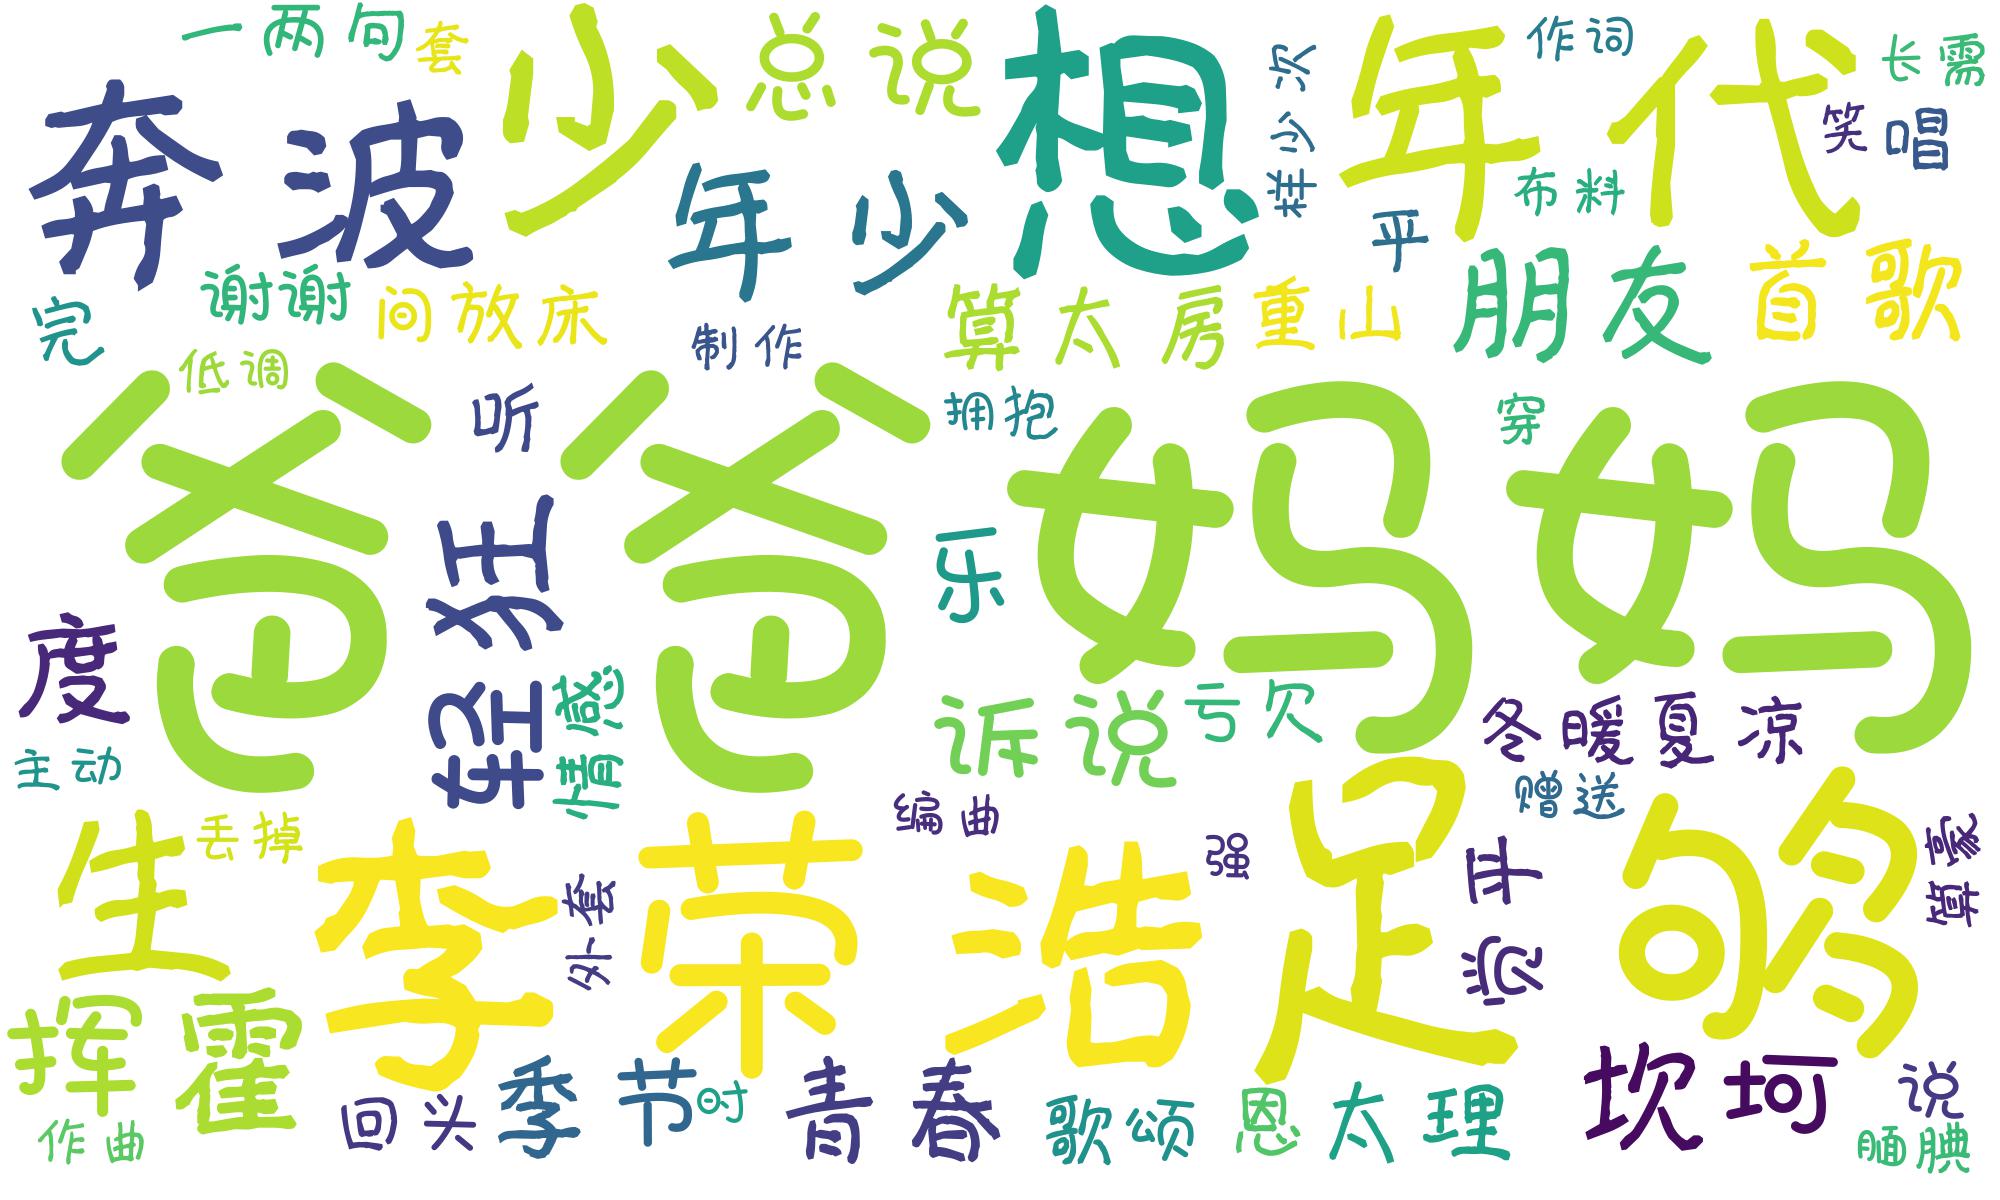 一两句
套
少
总说
想
次
少
样
年代
作词
长需
笑
唱
奔波
年少
布料
平
谢谢
间放床
完
制作
算太房
重山
朋友
首歌
低调
听
拥抱
穿
爸爸妈妈
轻狂
乐
度
情感
诉说
亏欠
冬暖夏凉
主动
赠送
生
丢掉
李荣浩
外套
编曲
强
足够
觉平
算豪
挥霍
作曲
回头
季节
时
青春
歌颂
恩
太理
坎坷
说
腼腆